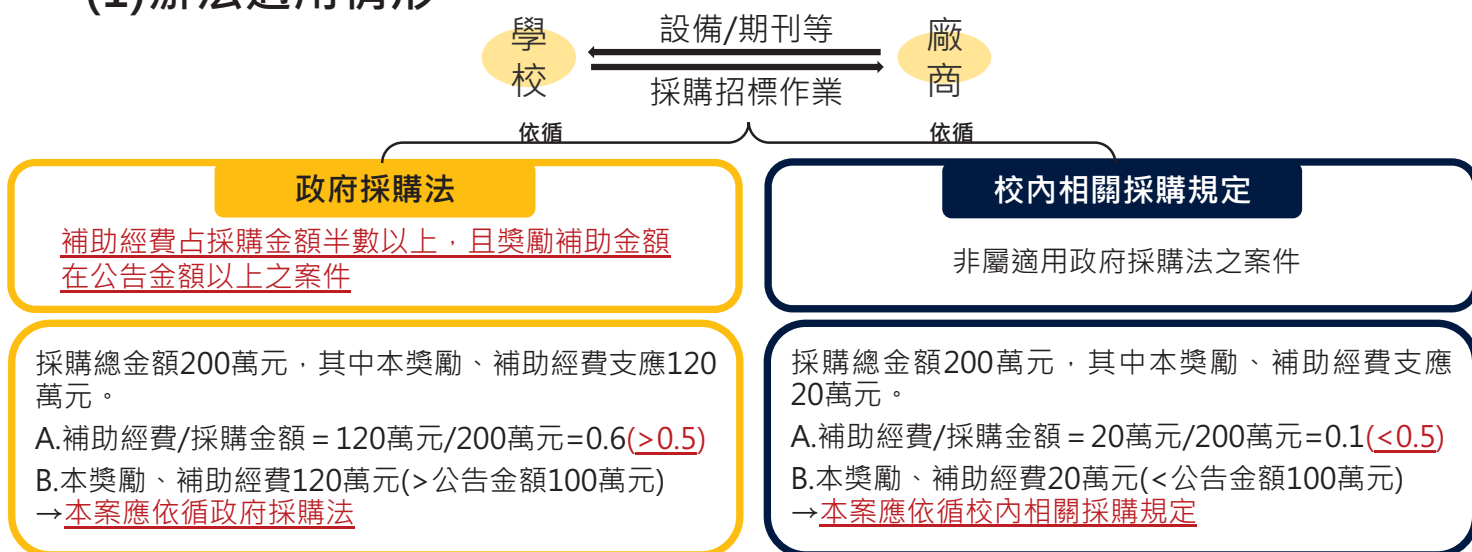 (1)辦法適用情形
學校
設備/期刊等
廠商
採購招標作業
依循
依循
政府採購法
補助經費占採購金額半數以上，且獎勵補助金額
在公告金額以上之案件
校內相關採購規定
非屬適用政府採購法之案件
採購總金額200萬元，其中本獎勵、補助經費支應120
萬元。
A.補助經費/採購金額＝120萬元/200萬元=0.6(>0.5)
B.本獎勵、補助經費120萬元(>公告金額100萬元)
→本案應依循政府採購法
採購總金額200萬元，其中本獎勵、補助經費支應
20萬元。
A.補助經費/採購金額＝20萬元/200萬元=0.1(<0.5)
B.本獎勵、補助經費20萬元(<公告金額100萬元)
→本案應依循校內相關採購規定